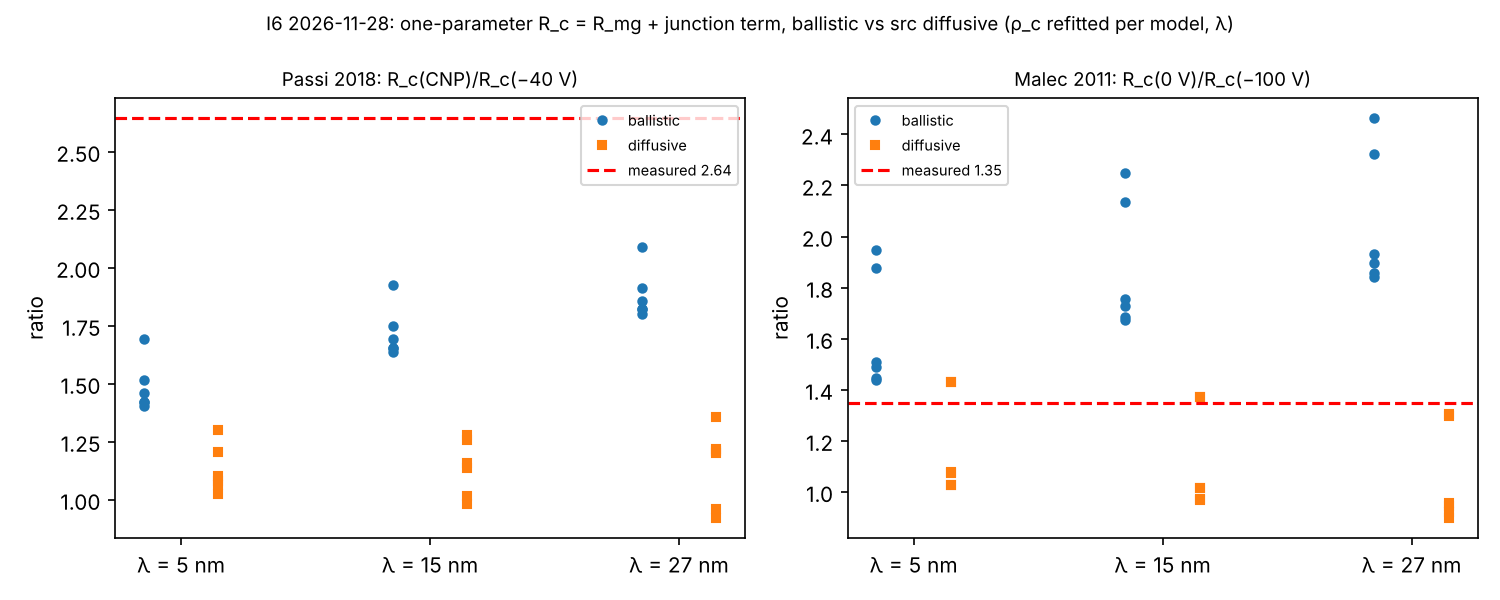 I6 2026-11-28: one-parameter R_c = R_mg + junction term, ballistic vs src diffusive (ρ_c refitted per model, λ)
Passi 2018: R_c(CNP)/R_c(−40 V)
ratio
2.50
2.25
2.00
1.75
1.50
1.25
1.00
ballistic
diffusive
measured 2.64
λ = 5 nm
λ = 15 nm
λ = 27 nm
Malec 2011: R_c(0 V)/R_c(−100 V)
ratio
2.4
2.2
2.0
1.8
1.6
1.4
1.2
1.0
ballistic
diffusive
measured 1.35
λ = 5 nm
λ = 15 nm
λ = 27 nm